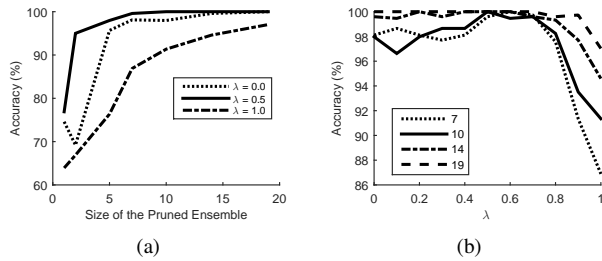 100
90
80
70
60
Accuracy (%)
0 5 10 15 20
Size of the Pruned Ensemble
λ = 0.0
λ = 0.5
λ = 1.0
(a)
100
98
96
94
92
90
88
86
Accuracy (%)
0 0.2 0.4 0.6 0.8 1
λ
7
10
14
19
(b)